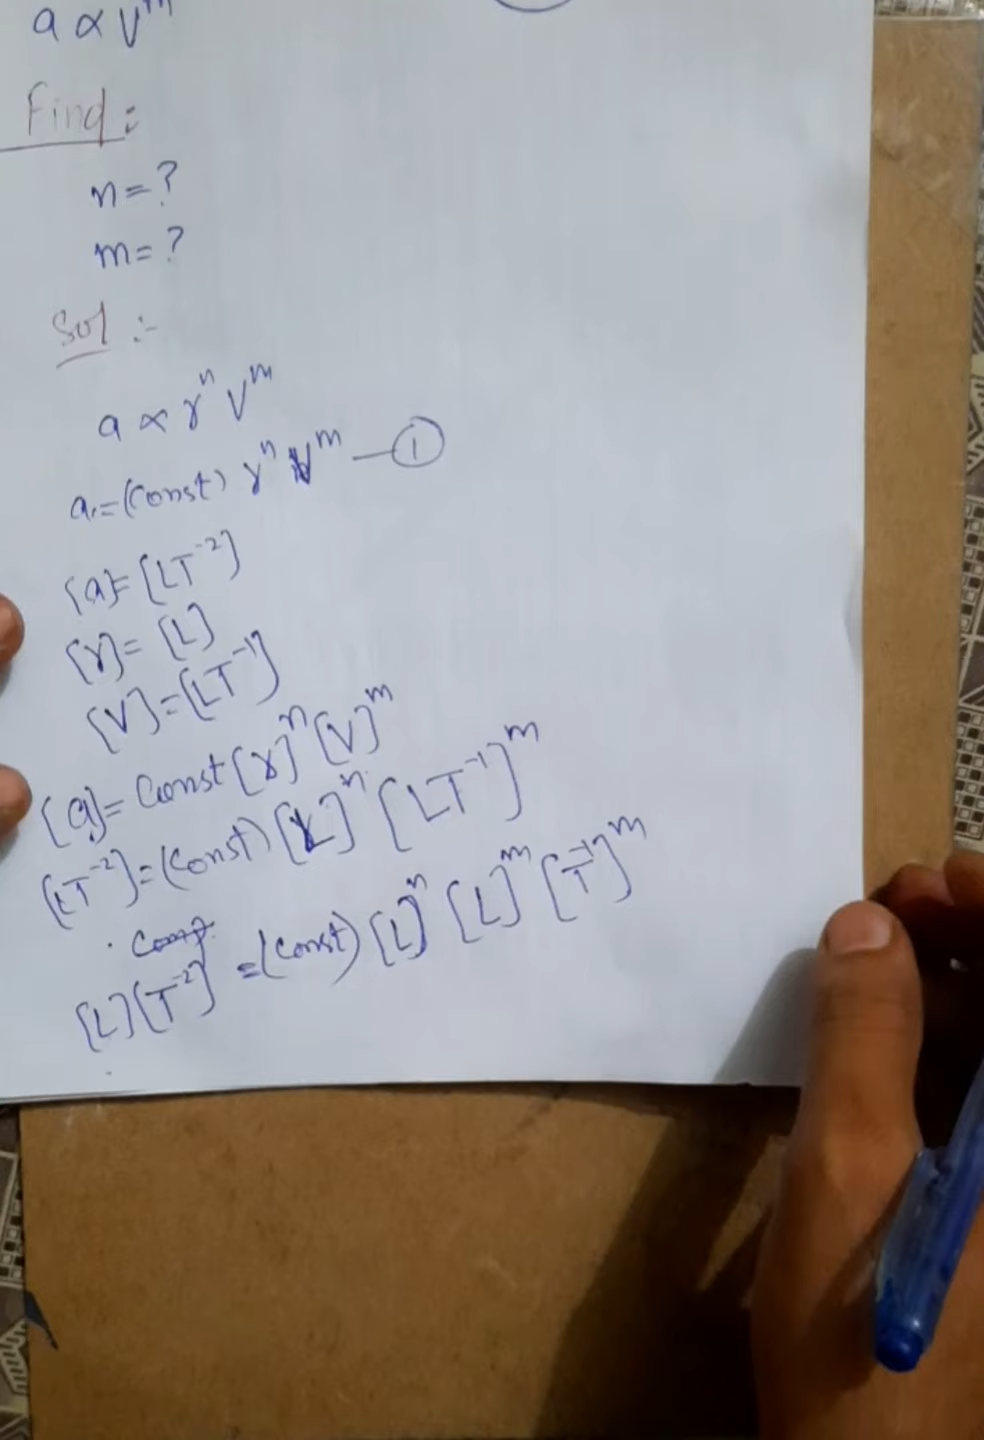 a ∝ v^m
Find:
n = ?
m = ?
Sol :-
a ∝ r^n v^m
a = (const) r^n v^m — ①
[a] = [LT^-2]
[r] = [L]
[v] = [LT^-1]
[a] = Const [r]^n [v]^m
[LT^-2] = (const) [L]^n [LT^-1]^m
[L][T^-2] = (const) [L]^n [L]^m [T^-1]^m